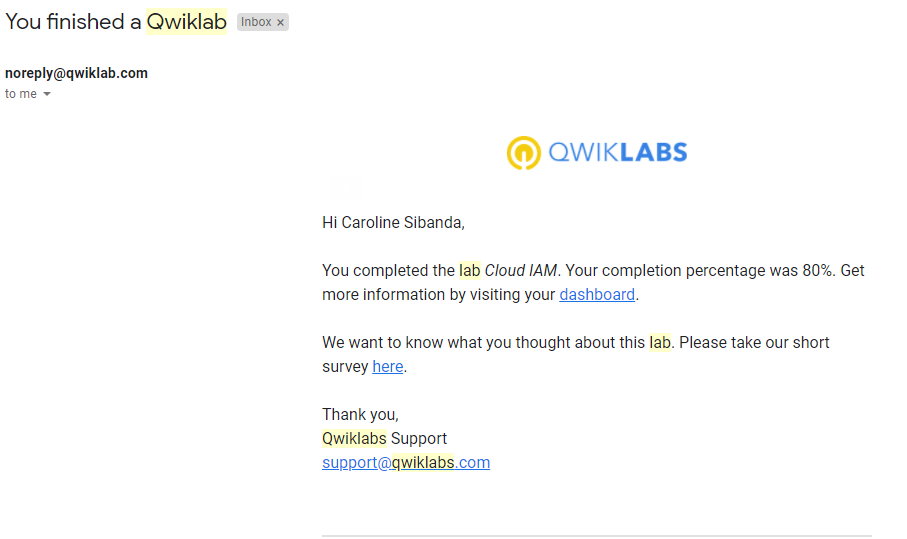 You finished a Qwiklab Inbox ×
noreply@qwiklab.com
to me
QWIKLABS
Hi Caroline Sibanda,
You completed the lab Cloud IAM. Your completion percentage was 80%. Get
more information by visiting your dashboard.
We want to know what you thought about this lab. Please take our short
survey here.
Thank you,
Qwiklabs Support
support@qwiklabs.com